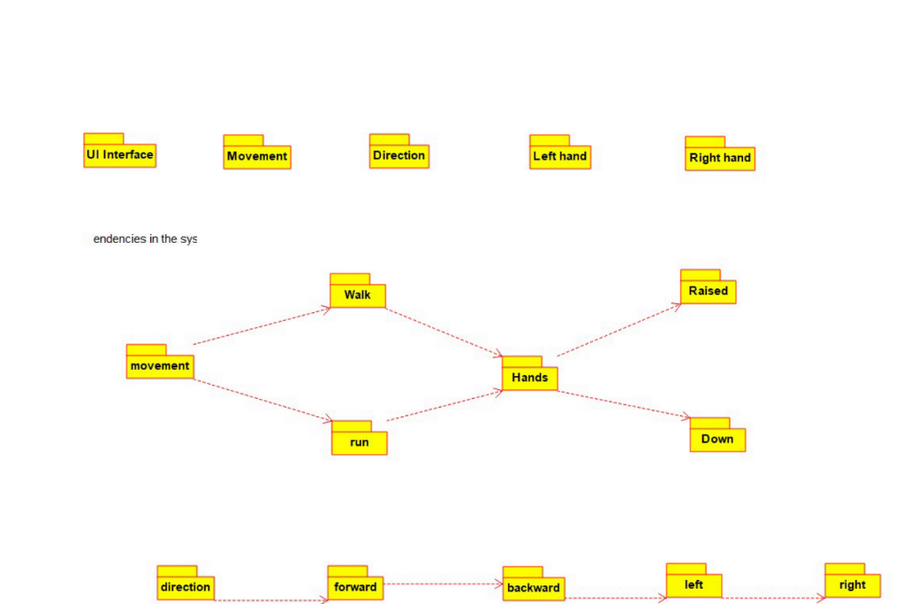 UI Interface
Movement
Direction
Left hand
Right hand
endencies in the sys
Walk
Raised
movement
Hands
run
Down
direction
forward
backward
left
right